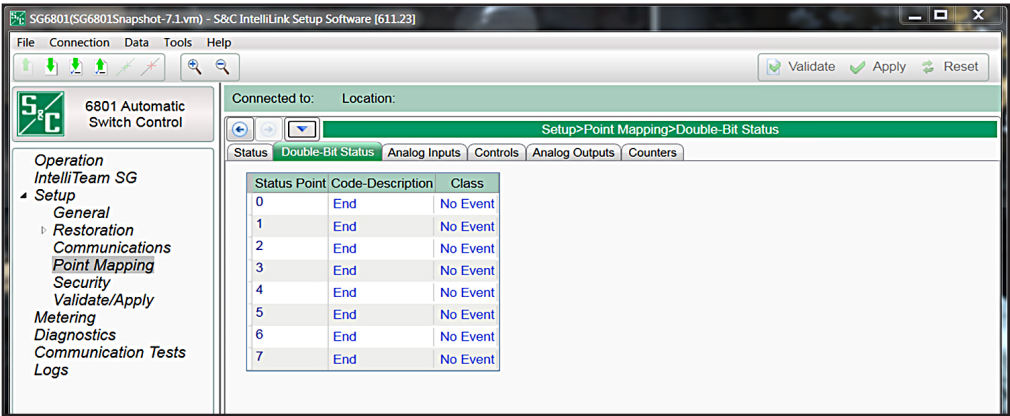 SG6801(SG6801Snapshot-7.1.vm) - S&C IntelliLink Setup Software [611.23]
File Connection Data Tools Help
Validate Apply Reset
S&C
6801 Automatic
Switch Control
Operation
IntelliTeam SG
Setup
General
Restoration
Communications
Point Mapping
Security
Validate/Apply
Metering
Diagnostics
Communication Tests
Logs
Connected to: Location:
Setup>Point Mapping>Double-Bit Status
Status Double-Bit Status Analog Inputs Controls Analog Outputs Counters
Status Point Code-Description Class
0 End No Event
1 End No Event
2 End No Event
3 End No Event
4 End No Event
5 End No Event
6 End No Event
7 End No Event